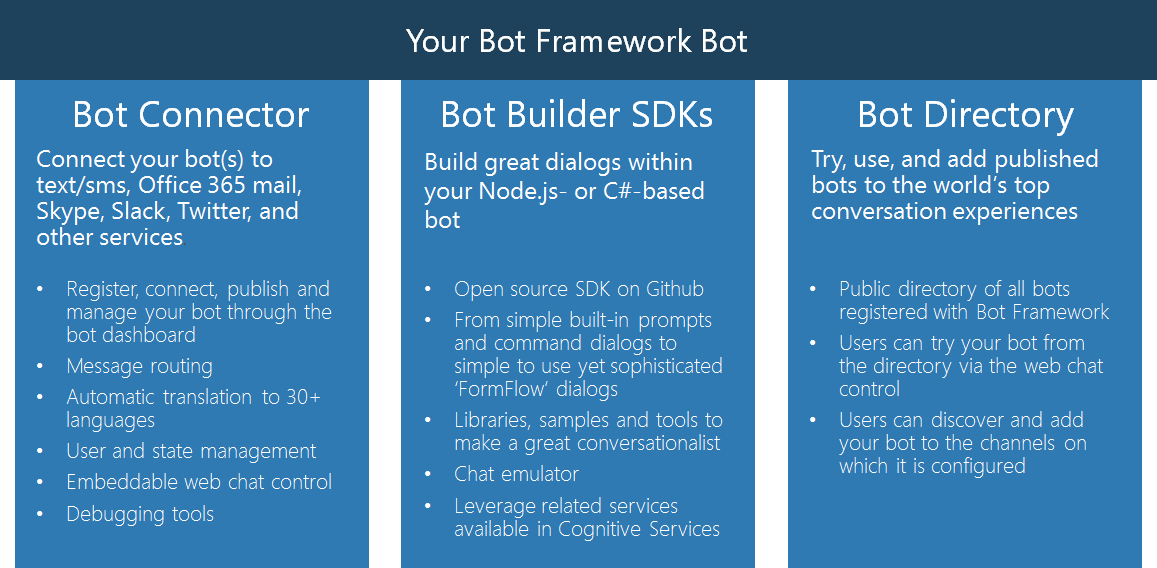 Your Bot Framework Bot
Bot Connector
Connect your bot(s) to
text/sms, Office 365 mail,
Skype, Slack, Twitter, and
other services.
• Register, connect, publish and
manage your bot through the
bot dashboard
• Message routing
• Automatic translation to 30+
languages
• User and state management
• Embeddable web chat control
• Debugging tools
Bot Builder SDKs
Build great dialogs within
your Node.js- or C#-based
bot
• Open source SDK on Github
• From simple built-in prompts
and command dialogs to
simple to use yet sophisticated
‘FormFlow’ dialogs
• Libraries, samples and tools to
make a great conversationalist
• Chat emulator
• Leverage related services
available in Cognitive Services
Bot Directory
Try, use, and add published
bots to the world’s top
conversation experiences
• Public directory of all bots
registered with Bot Framework
• Users can try your bot from
the directory via the web chat
control
• Users can discover and add
your bot to the channels on
which it is configured